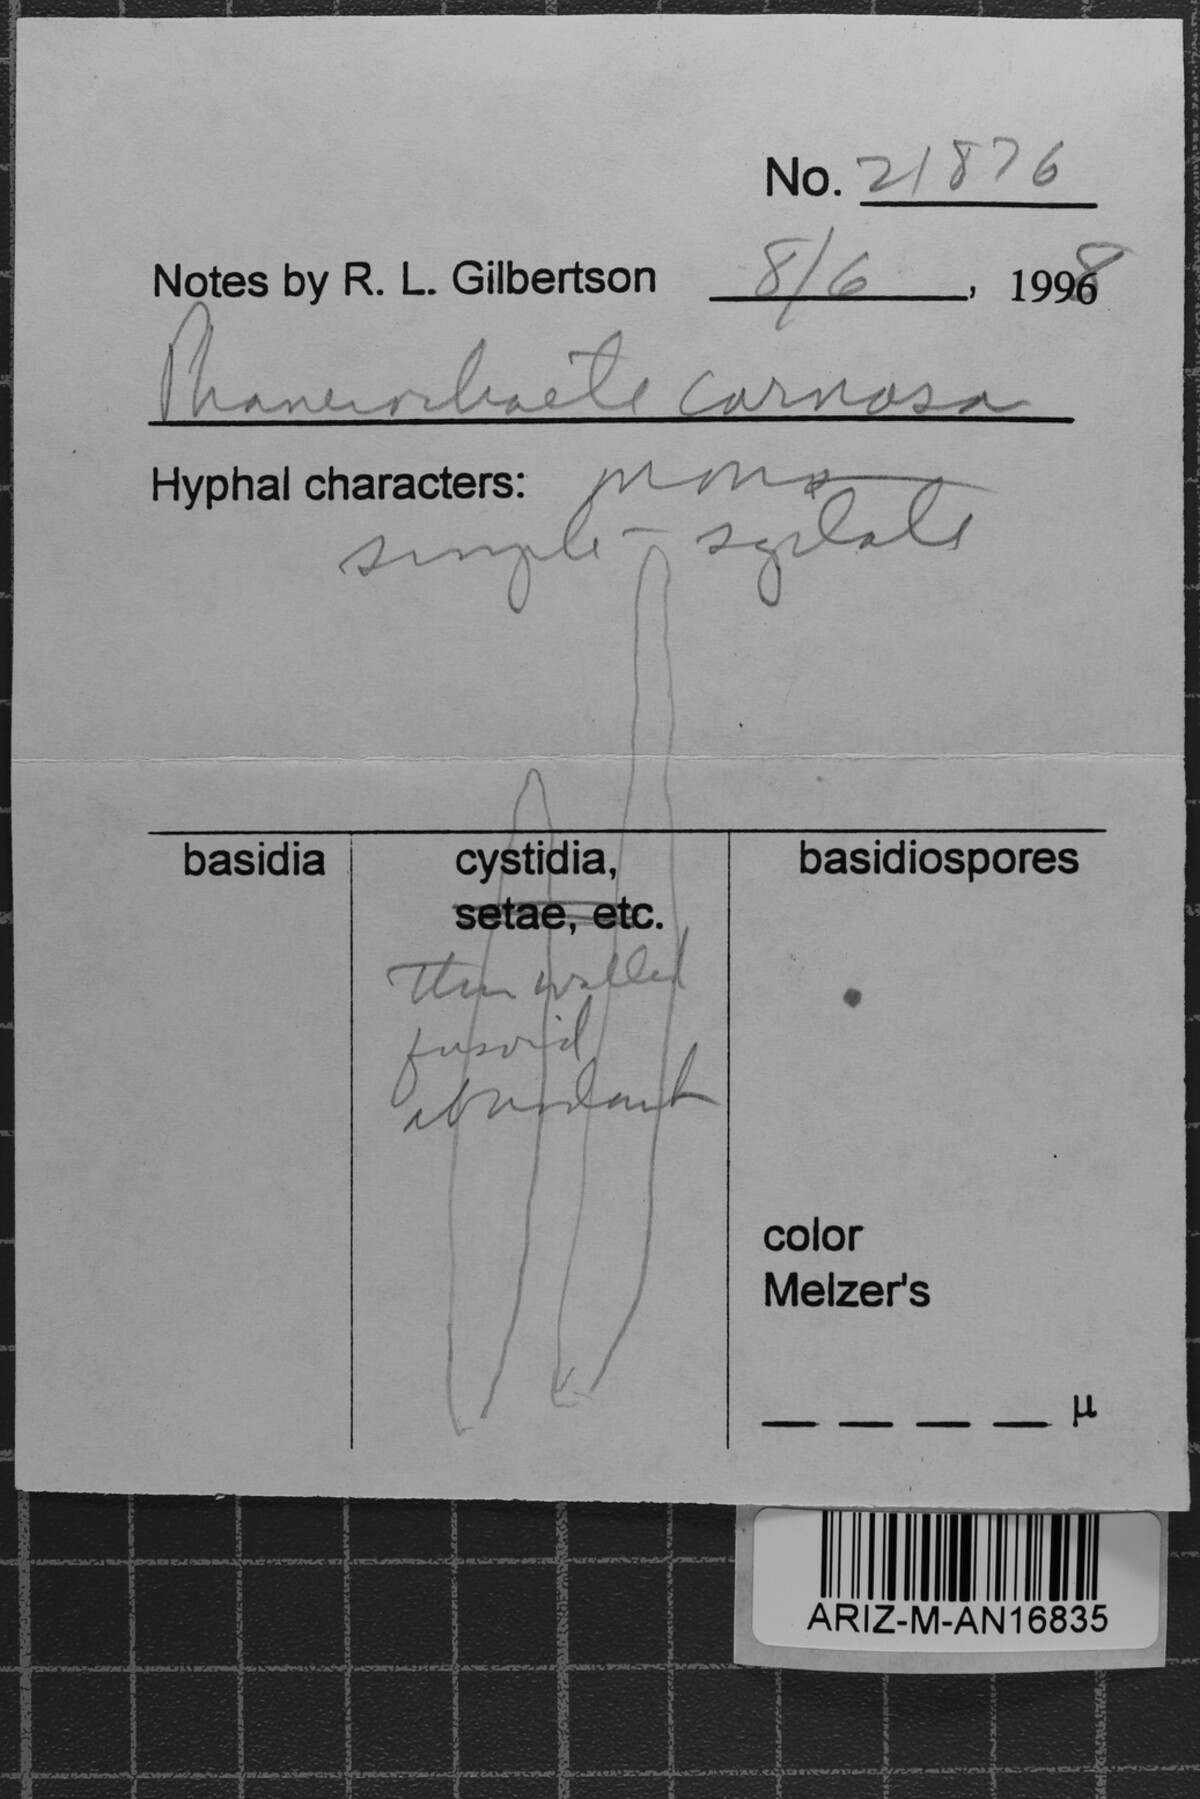 No. 21876
Notes by R. L. Gilbertson 8/6, 1998
Phanerochaete carnosa
Hyphal characters: mono
simple-septate
basidia cystidia, basidiospores
setae, etc.
Thin walled
fusoid
abundant
color
Melzer's
_ _ _ _ µ
ARIZ-M-AN16835